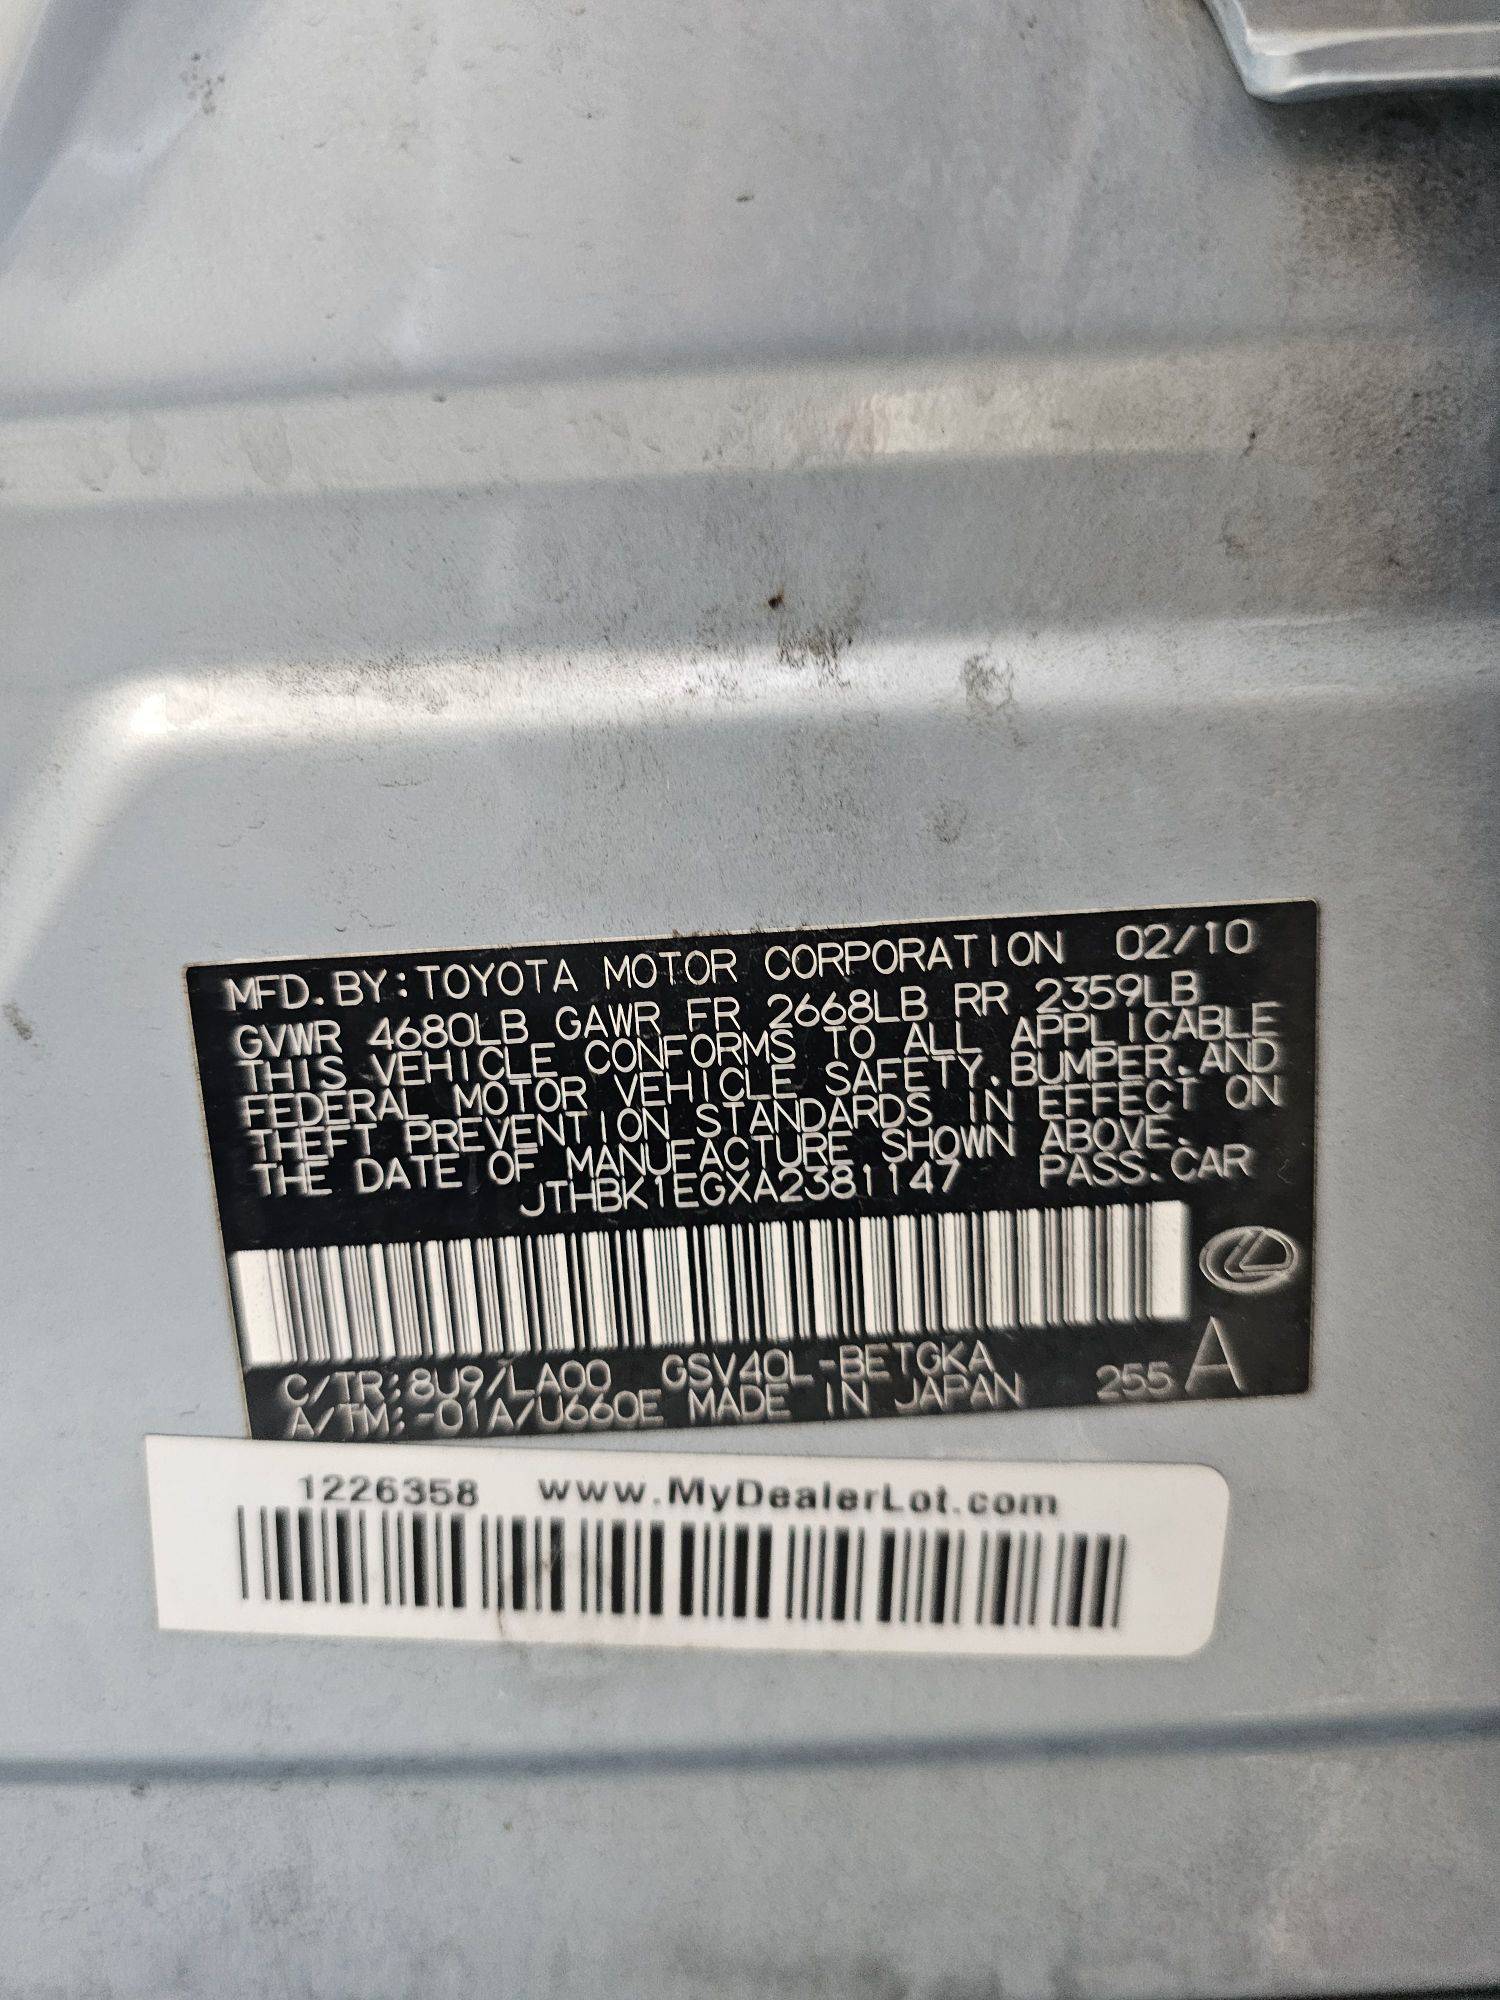 MFD.BY:TOYOTA MOTOR CORPORATION 02/10
GVWR 4680LB GAWR FR 2668LB RR 2359LB
THIS VEHICLE CONFORMS TO ALL APPLICABLE
FEDERAL MOTOR VEHICLE SAFETY,BUMPER,AND
THEFT PREVENTION STANDARDS IN EFFECT ON
THE DATE OF MANUFACTURE SHOWN ABOVE.
JTHBK1EGXA2381147 PASS.CAR
C/TR:8U9/LA00 GSV40L-BETGKA
A/TM:-01A/U660E MADE IN JAPAN 255 A
1226358 www.MyDealerLot.com